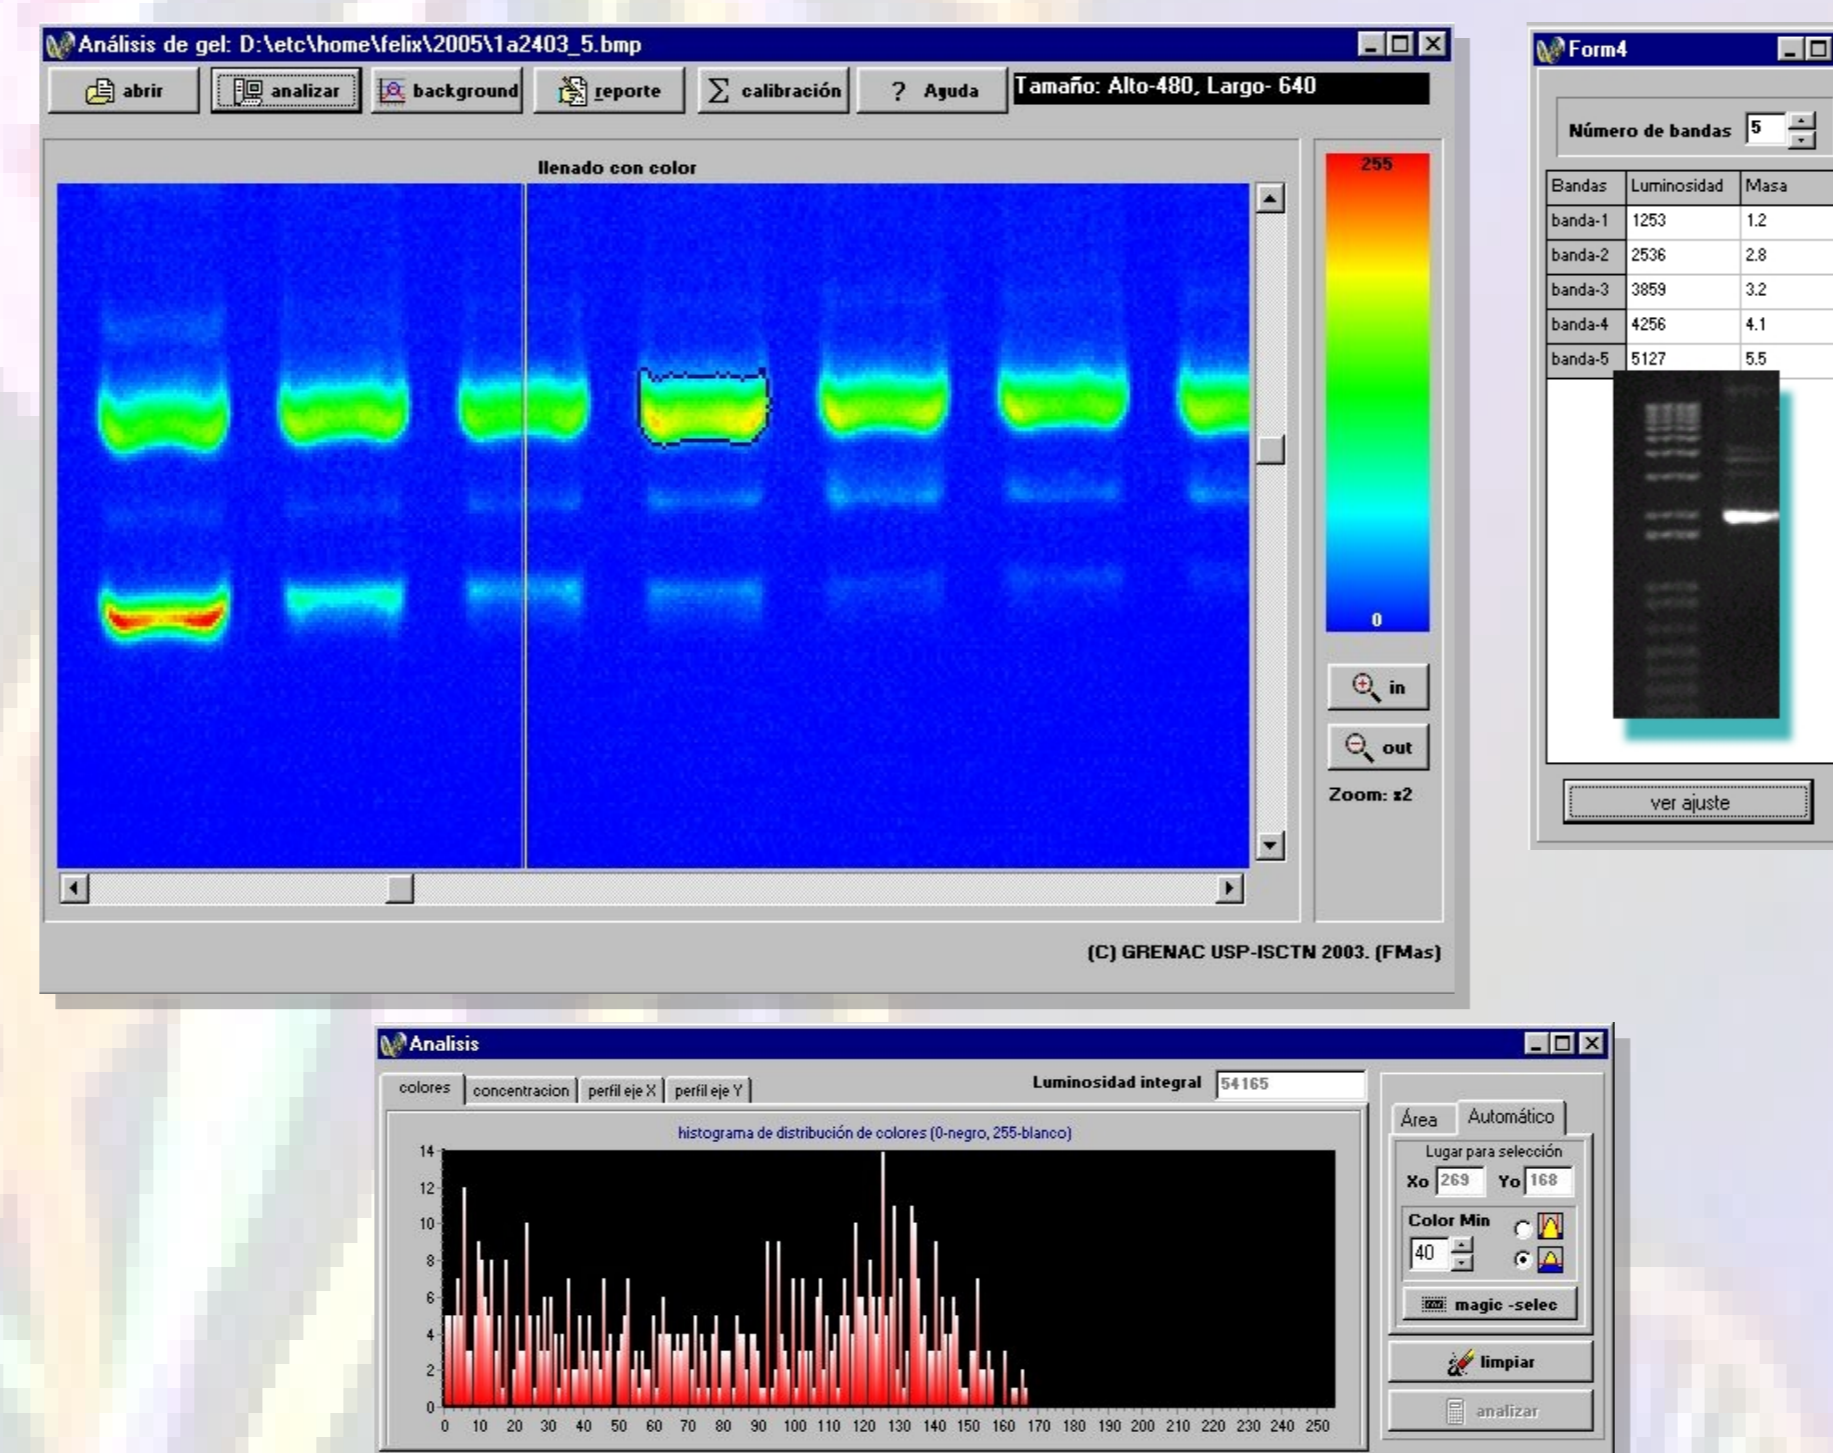 Análisis de gel: D:\etc\home\felix\2005\1a2403_5.bmp
abrir
analizar
background
reporte
Σ calibración
? Ayuda
Tamaño: Alto-480, Largo- 640
llenado con color
255
0
in
out
Zoom: x2
(C) GRENAC USP-ISCTN 2003. (FMas)
Form4
Número de bandas 5
Bandas Luminosidad Masa
banda-1 1253 1.2
banda-2 2536 2.8
banda-3 3859 3.2
banda-4 4256 4.1
banda-5 5127 5.5
ver ajuste
Analisis
colores concentracion perfil eje X perfil eje Y
Luminosidad integral 54165
histograma de distribución de colores (0-negro, 255-blanco)
14
12
10
8
6
4
2
0
0 10 20 30 40 50 60 70 80 90 100 110 120 130 140 150 160 170 180 190 200 210 220 230 240 250
Área Automático
Lugar para selección
Xo 269 Yo 168
Color Min
40
magic -selec
limpiar
analizar